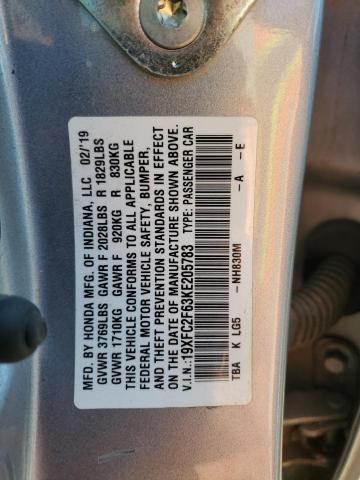 MFD. BY HONDA MFG. OF INDIANA, LLC 02/'19
GVWR 3769LBS GAWR F 2028LBS R 1829LBS
GVWR 1710KG GAWR F 920KG R 830KG
THIS VEHICLE CONFORMS TO ALL APPLICABLE
FEDERAL MOTOR VEHICLE SAFETY, BUMPER,
AND THEFT PREVENTION STANDARDS IN EFFECT
ON THE DATE OF MANUFACTURE SHOWN ABOVE.
V.I.N.:19XFC2F63KE205783 TYPE: PASSENGER CAR
TBA K LG5 -NH830M -A -E